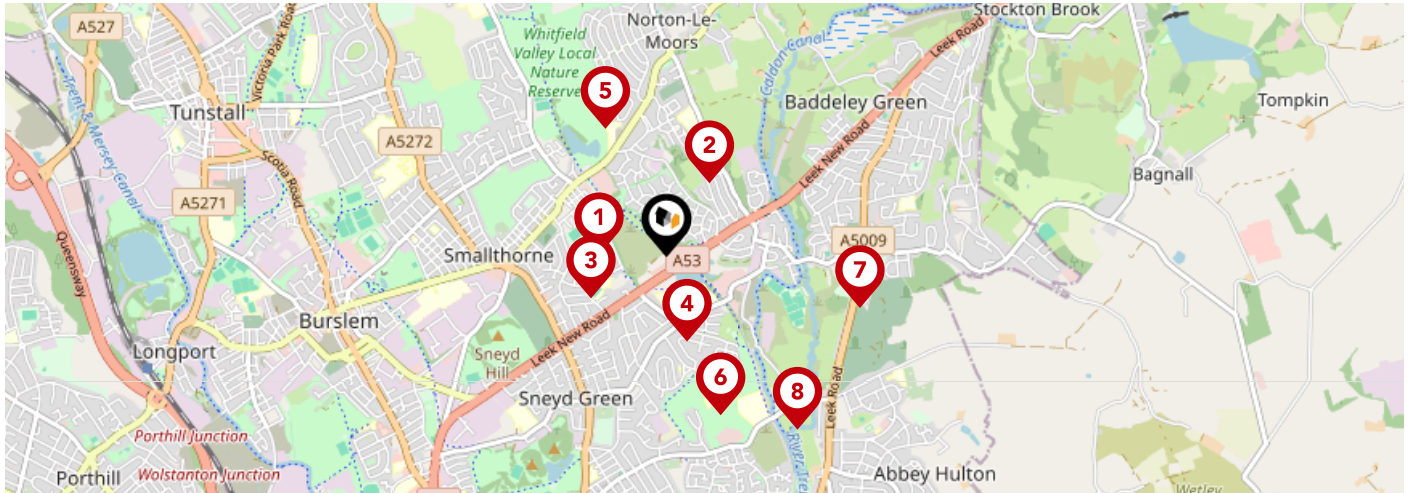 A527
Victoria Park Road
Trent & Mersey Canal
Tunstall
Scotia Road
A5272
A5271
Queensway
Whitfield
Valley Local
Nature
Reserve
Norton-Le-
Moors
Caldon Canal
Stockton Brook
Leek Road
Baddeley Green
Leek New Road
Tompkin
Bagnall
5
2
1
3
A53
A5009
7
4
6
8
Smallthorne
Burslem
Longport
Leek New Road
Sneyd
Hill
Sneyd Green
Leek Road
Porthill Junction
Wolstanton Junction
Porthill
Abbey Hulton
Wetley